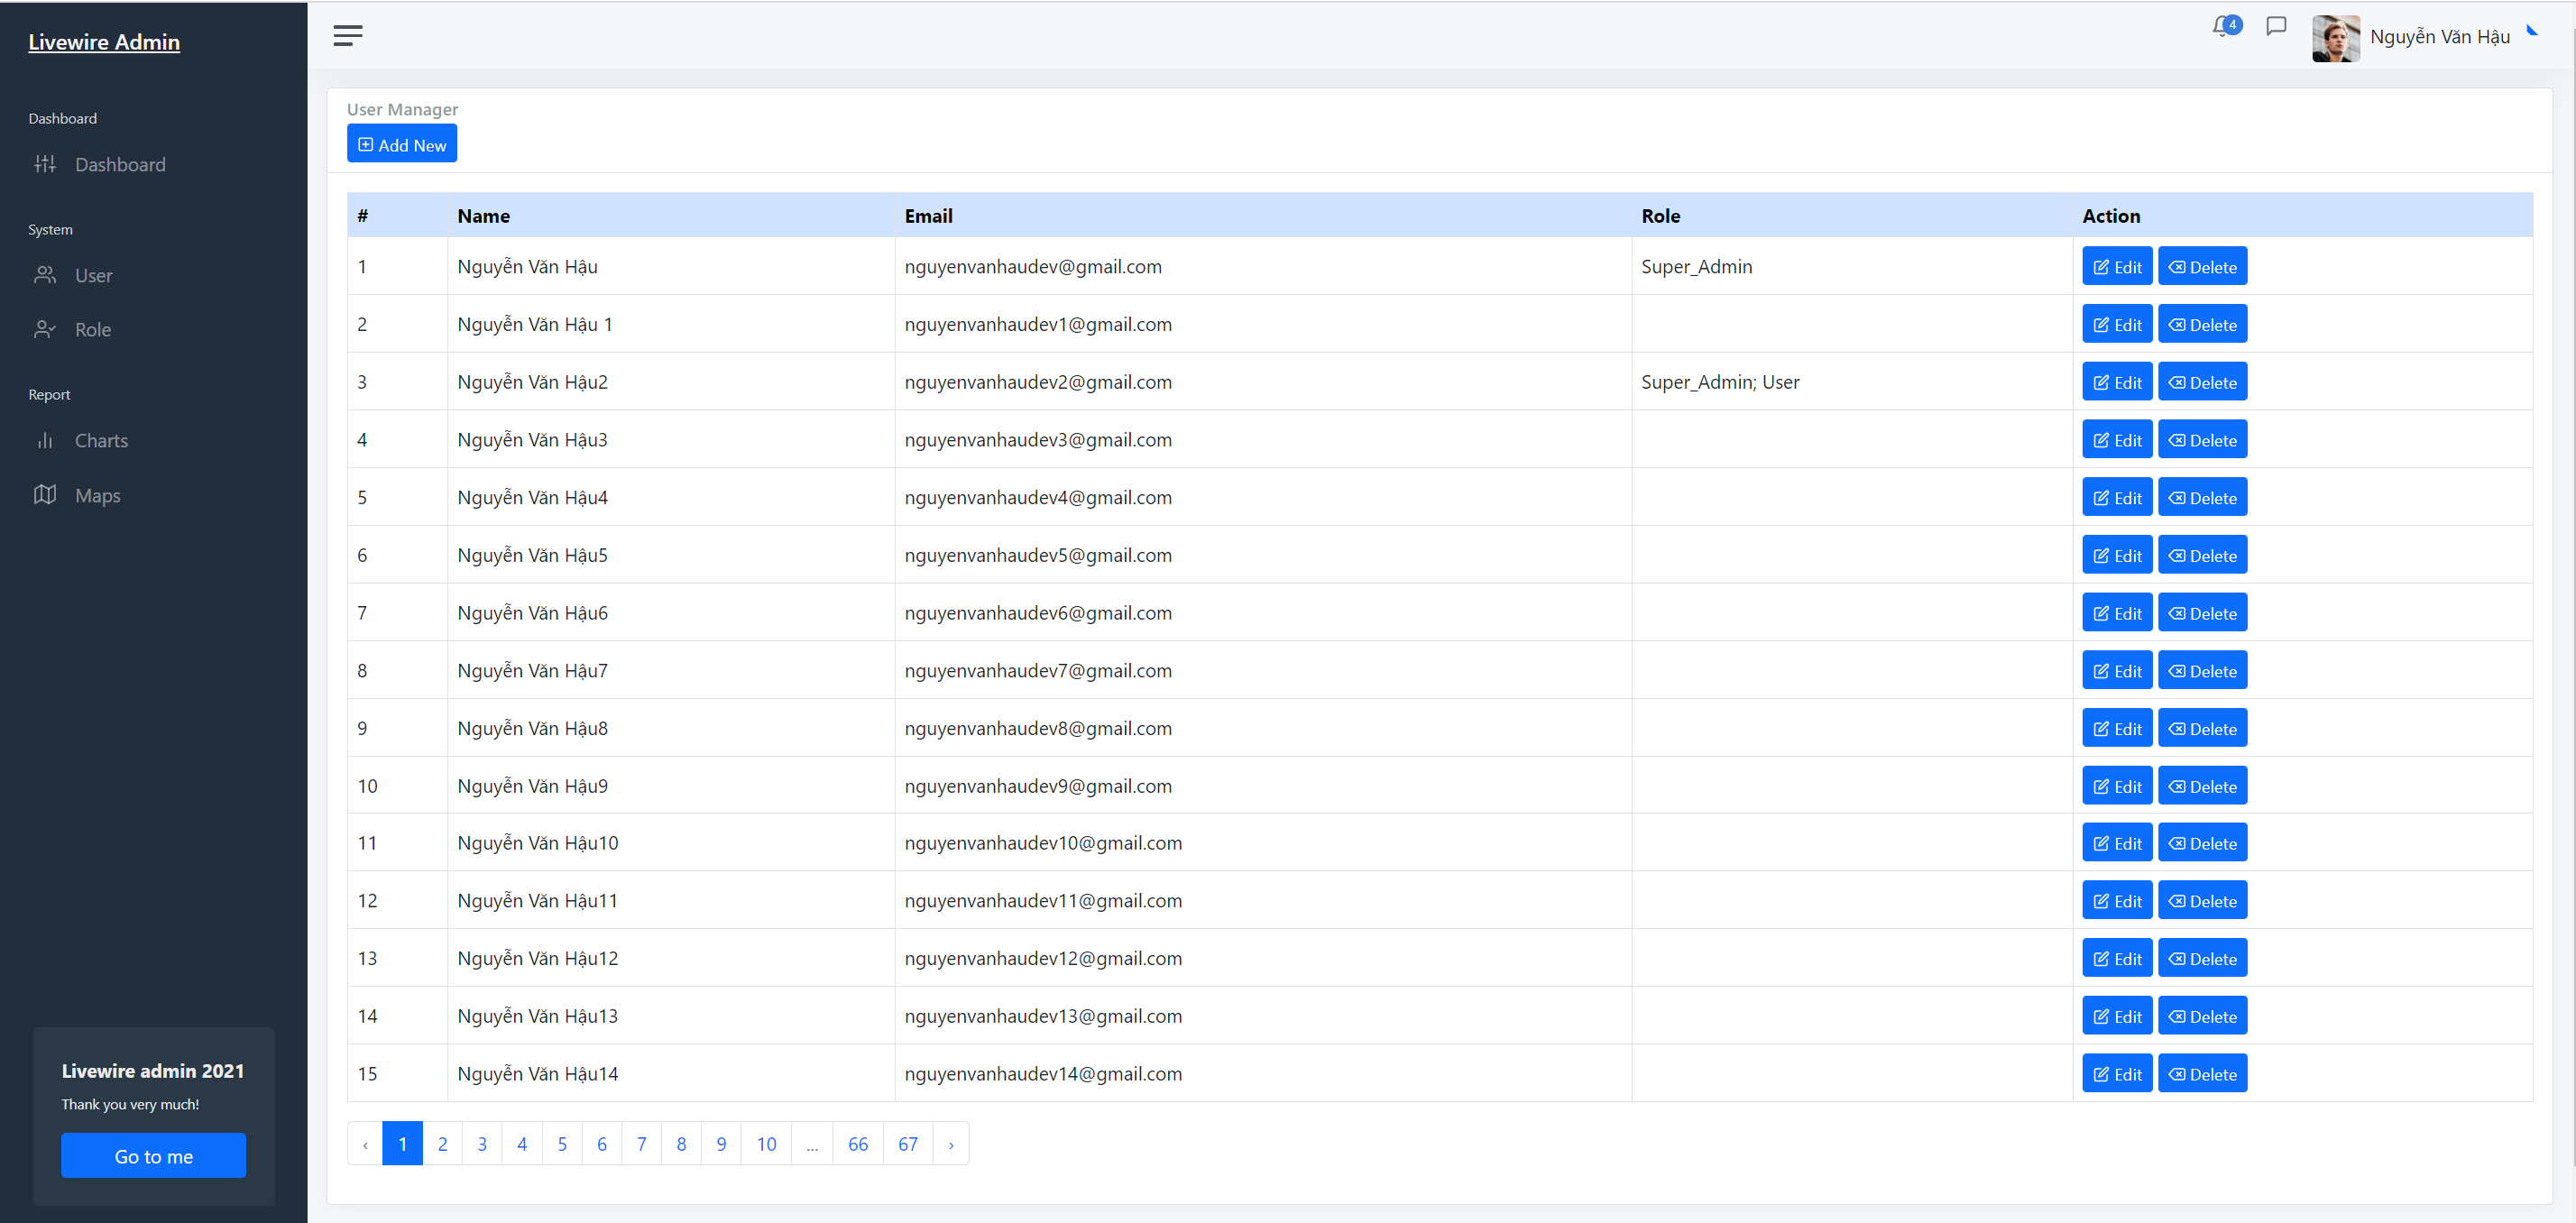 Livewire Admin
Dashboard
Dashboard
System
User
Role
Report
Charts
Maps
Livewire admin 2021
Thank you very much!
Go to me
4
Nguyễn Văn Hậu
User Manager
Add New
# Name Email Role Action
1 Nguyễn Văn Hậu nguyenvanhaudev@gmail.com Super_Admin Edit Delete
2 Nguyễn Văn Hậu 1 nguyenvanhaudev1@gmail.com Edit Delete
3 Nguyễn Văn Hậu2 nguyenvanhaudev2@gmail.com Super_Admin; User Edit Delete
4 Nguyễn Văn Hậu3 nguyenvanhaudev3@gmail.com Edit Delete
5 Nguyễn Văn Hậu4 nguyenvanhaudev4@gmail.com Edit Delete
6 Nguyễn Văn Hậu5 nguyenvanhaudev5@gmail.com Edit Delete
7 Nguyễn Văn Hậu6 nguyenvanhaudev6@gmail.com Edit Delete
8 Nguyễn Văn Hậu7 nguyenvanhaudev7@gmail.com Edit Delete
9 Nguyễn Văn Hậu8 nguyenvanhaudev8@gmail.com Edit Delete
10 Nguyễn Văn Hậu9 nguyenvanhaudev9@gmail.com Edit Delete
11 Nguyễn Văn Hậu10 nguyenvanhaudev10@gmail.com Edit Delete
12 Nguyễn Văn Hậu11 nguyenvanhaudev11@gmail.com Edit Delete
13 Nguyễn Văn Hậu12 nguyenvanhaudev12@gmail.com Edit Delete
14 Nguyễn Văn Hậu13 nguyenvanhaudev13@gmail.com Edit Delete
15 Nguyễn Văn Hậu14 nguyenvanhaudev14@gmail.com Edit Delete
‹ 1 2 3 4 5 6 7 8 9 10 ... 66 67 ›